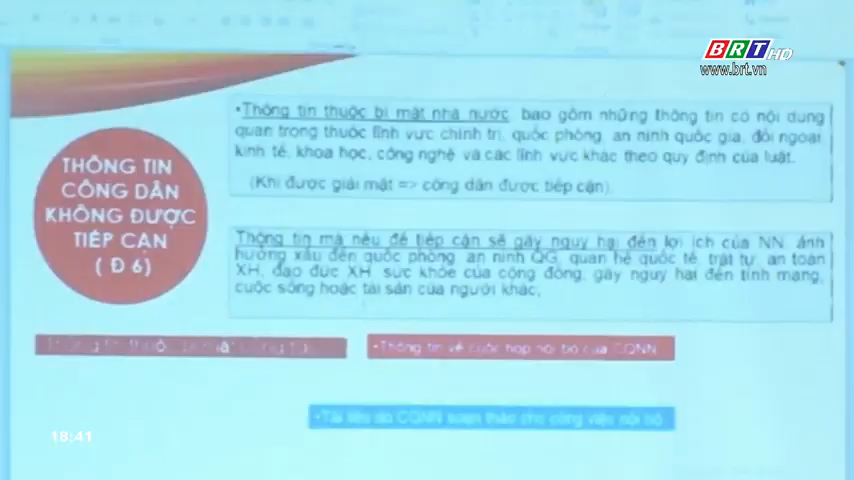 BRT HD
www.brt.vn
THÔNG TIN
CÔNG DÂN
KHÔNG ĐƯỢC
TIẾP CẬN
( Đ 6)
•Thông tin thuộc bí mật nhà nước, bao gồm những thông tin có nội dung
quan trọng thuộc lĩnh vực chính trị, quốc phòng, an ninh quốc gia, đối ngoại,
kinh tế, khoa học, công nghệ và các lĩnh vực khác theo quy định của luật.
(Khi được giải mật => công dân được tiếp cận).
Thông tin mà nếu để tiếp cận sẽ gây nguy hại đến lợi ích của NN, ảnh
hưởng xấu đến quốc phòng, an ninh QG, quan hệ quốc tế, trật tự, an toàn
XH, đạo đức XH, sức khỏe của cộng đồng, gây nguy hại đến tính mạng,
cuộc sống hoặc tài sản của người khác;
Thông tin thuộc bí mật công tác
•Thông tin về cuộc họp nội bộ của CQNN
•Tài liệu do CQNN soạn thảo cho công việc nội bộ
18:41